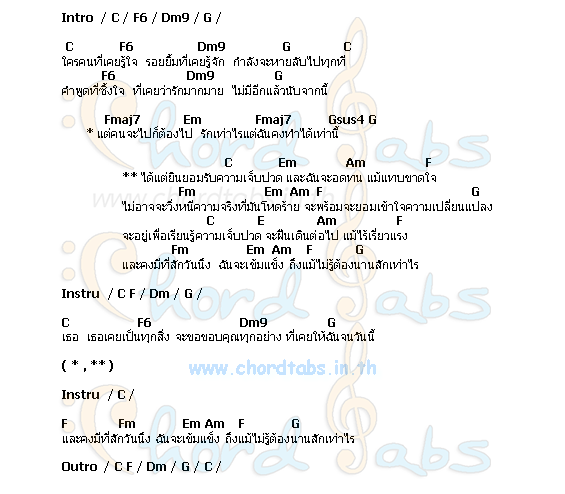 Intro / C / F6 / Dm9 / G /
C F6 Dm9 G C
ใครคนที่เคยรู้ใจ รอยยิ้มที่เคยรู้จัก กำลังจะหายลับไปทุกที่
F6 Dm9 G
คำพูดที่ซึ้งใจ ที่เคยว่ารักมากมาย ไม่มีอีกแล้วนับจากนี้
Fmaj7 Em Fmaj7 Gsus4 G
* แต่คนจะไปก็ต้องไป รักเท่าไรแต่ฉันคงทำได้เท่านี้
C Em Am F
** ได้แต่ยืนยอมรับความเจ็บปวด และฉันจะอดทน แม้แทบขาดใจ
Fm Em Am F G
ไม่อาจจะวิ่งหนีความจริงที่มันโหดร้าย จะพร้อมจะยอมเข้าใจความเปลี่ยนแปลง
C E Am F
จะอยู่เพื่อเรียนรู้ความเจ็บปวด จะฝืนเดินต่อไป แม้ไร้เรี่ยวแรง
Fm Em Am F G
และคงมีที่สักวันนึง ฉันจะเข้มแข็ง ถึงแม้ไม่รู้ต้องนานสักเท่าไร
Instru / C F / Dm / G /
C F6 Dm9 G
เธอ เธอเคยเป็นทุกสิ่ง จะขอขอบคุณทุกอย่าง ที่เคยให้ฉันจนวันนี้
( * , ** )
www.chordtabs.in.th
Instru / C /
F Fm Em Am F G
และคงมีที่สักวันนึง ฉันจะเข้มแข็ง ถึงแม้ไม่รู้ต้องนานสักเท่าไร
Outro / C F / Dm / G / C /